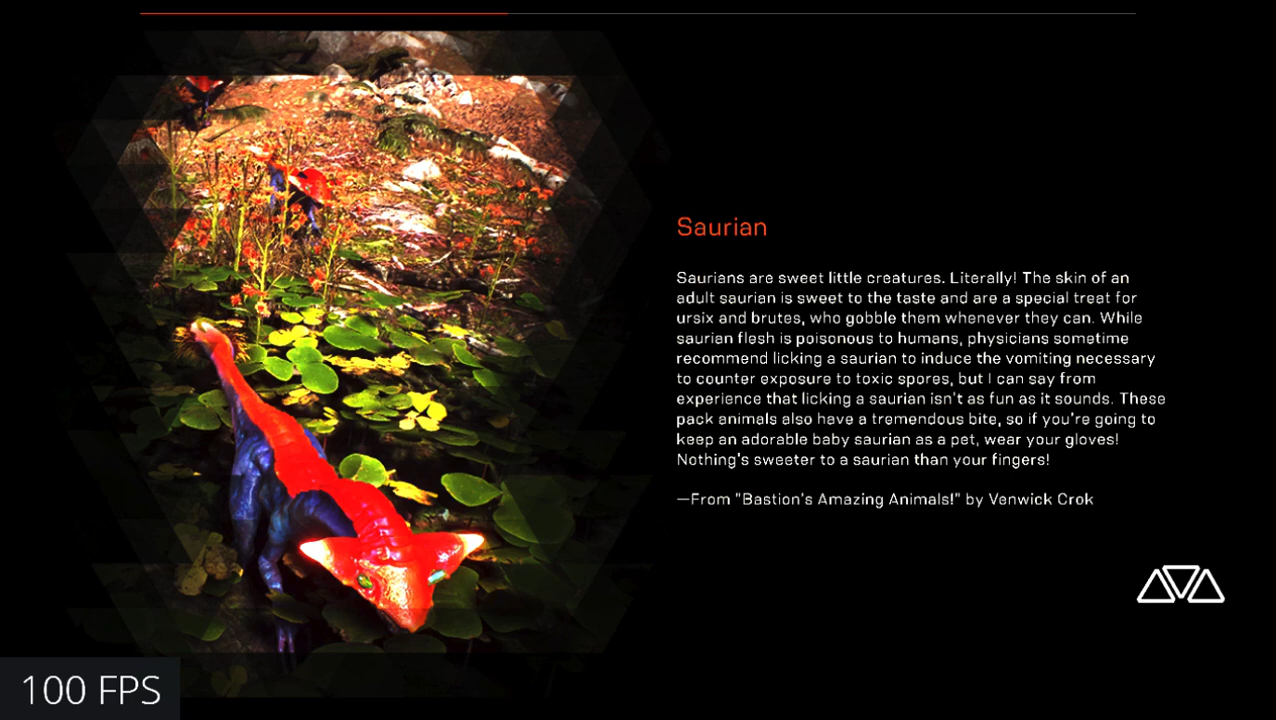 Saurian
Saurians are sweet little creatures. Literally! The skin of an
adult saurian is sweet to the taste and are a special treat for
ursix and brutes, who gobble them whenever they can. While
saurian flesh is poisonous to humans, physicians sometime
recommend licking a saurian to induce the vomiting necessary
to counter exposure to toxic spores, but I can say from
experience that licking a saurian isn't as fun as it sounds. These
pack animals also have a tremendous bite, so if you're going to
keep an adorable baby saurian as a pet, wear your gloves!
Nothing's sweeter to a saurian than your fingers!
—From "Bastion's Amazing Animals!" by Venwick Crok
100 FPS